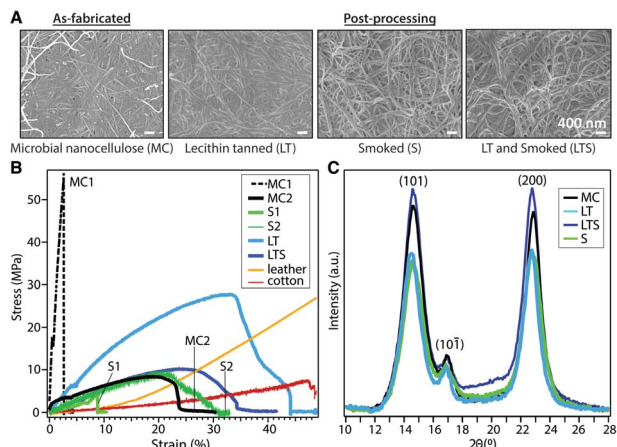 A
As-fabricated
Post-processing
400 nm
Microbial nanocellulose (MC)
Lecithin tanned (LT)
Smoked (S)
LT and Smoked (LTS)
B
MC1
MC1
MC2
S1
S2
LT
LTS
leather
cotton
S1
MC2
S2
Stress (MPa)
50
40
30
20
10
0
0 10 20 30 40
Strain (%)
C
(101)
(200)
(101̄)
MC
LT
LTS
S
Intensity (a.u.)
10 12 14 16 18 20 22 24 26 28
2θ(º)